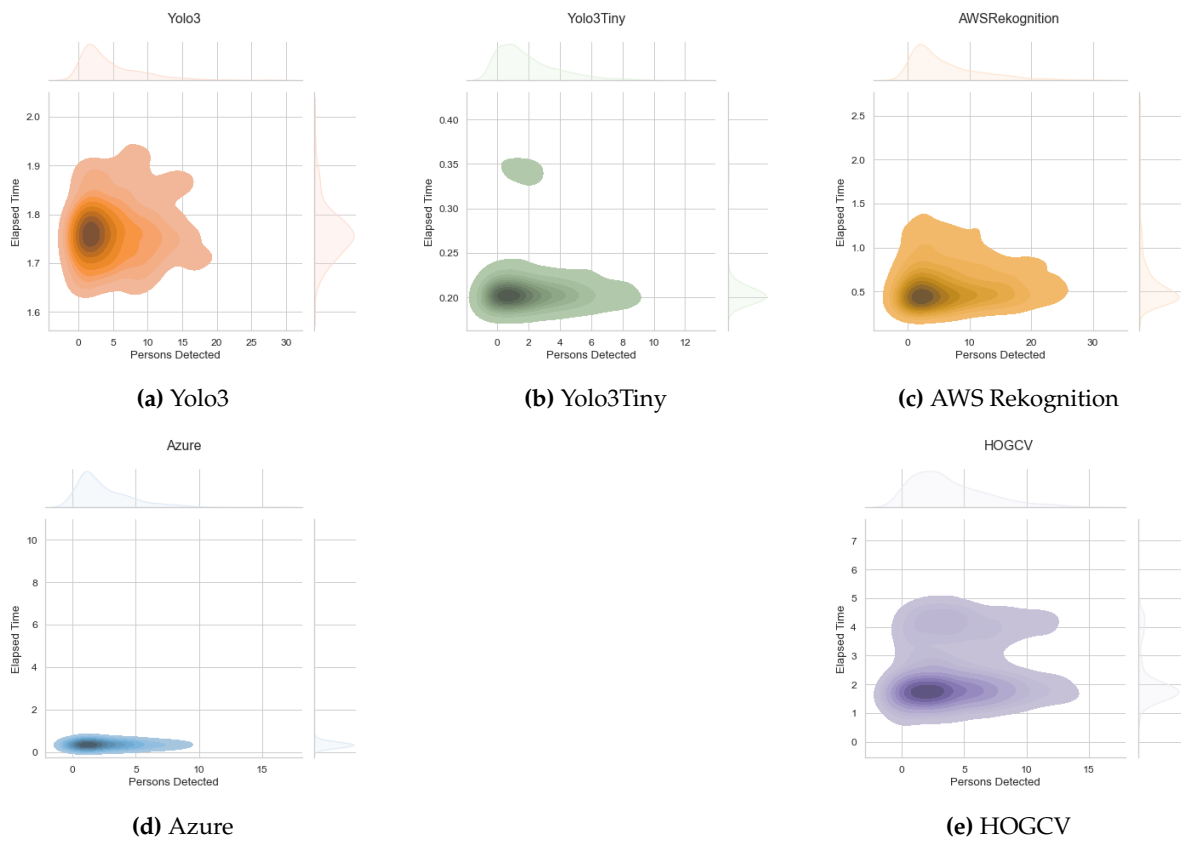 Yolo3
Yolo3Tiny
AWSRekognition
2.0
1.9
1.8
1.7
1.6
Elapsed Time
0 5 10 15 20 25 30
Persons Detected
0.40
0.35
0.30
0.25
0.20
Elapsed Time
0 2 4 6 8 10 12
Persons Detected
2.5
2.0
1.5
1.0
0.5
Elapsed Time
0 10 20 30
Persons Detected
(a) Yolo3
(b) Yolo3Tiny
(c) AWS Rekognition
Azure
HOGCV
10
8
6
4
2
0
Elapsed Time
0 5 10 15
Persons Detected
7
6
5
4
3
2
1
0
Elapsed Time
0 5 10 15
Persons Detected
(d) Azure
(e) HOGCV